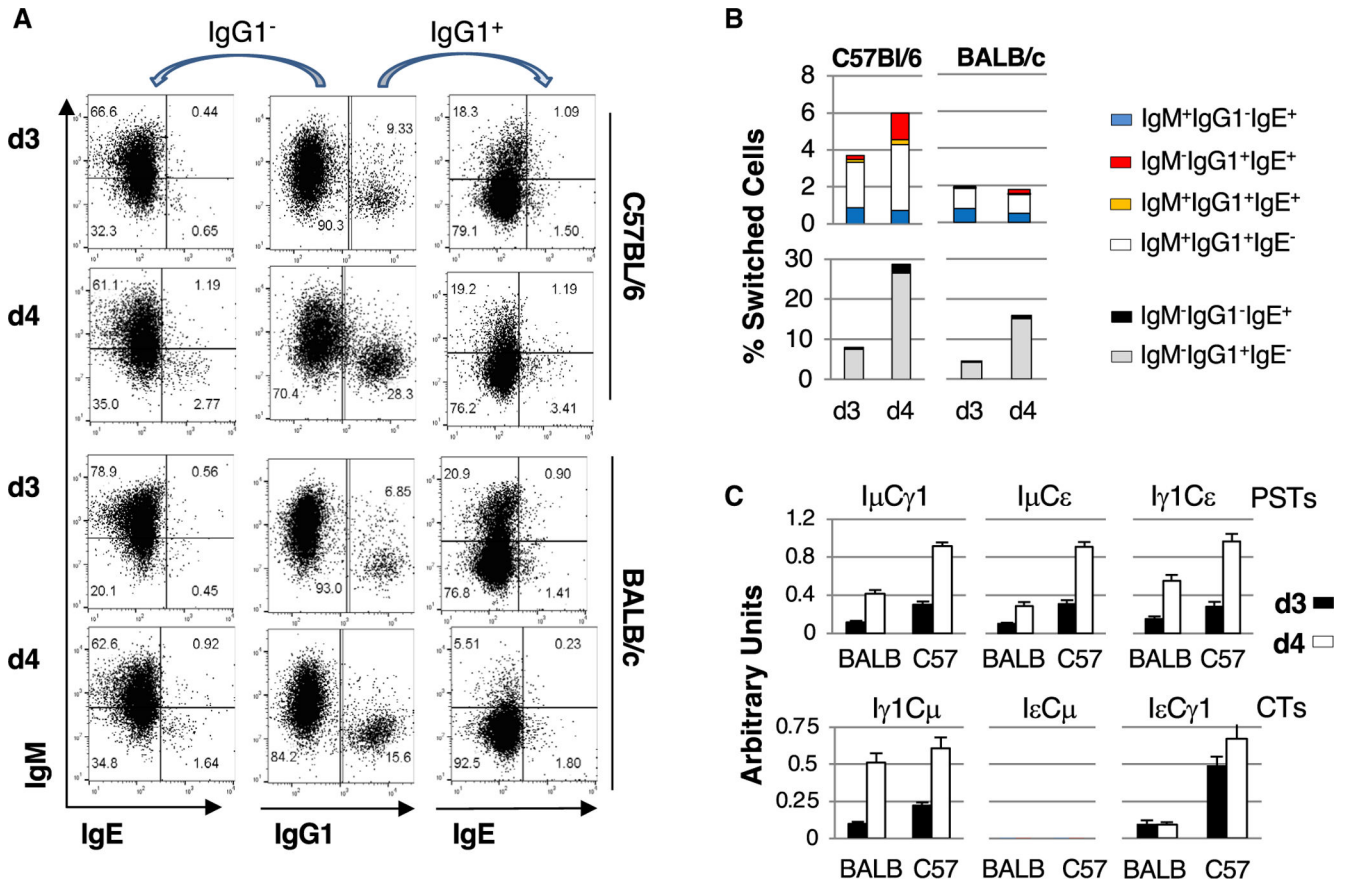 A
IgG1-
IgG1+
d3
66.6 0.44
32.3 0.65
9.33
90.3
18.3 1.09
79.1 1.50
d4
61.1 1.19
35.0 2.77
70.4 28.3
19.2 1.19
76.2 3.41
C57BL/6
d3
78.9 0.56
20.1 0.45
6.85
93.0
20.9 0.90
76.8 1.41
d4
62.6 0.92
34.8 1.64
84.2 15.6
5.51 0.23
92.5 1.80
BALB/c
IgM
IgE
IgG1
IgE
B
C57Bl/6
BALB/c
8
6
4
2
0
30
20
10
0
% Switched Cells
d3 d4 d3 d4
IgM+IgG1-IgE+
IgM-IgG1+IgE+
IgM+IgG1+IgE+
IgM+IgG1+IgE-
IgM-IgG1-IgE+
IgM-IgG1+IgE-
C
IμCγ1 IμCε Iγ1Cε PSTs
1.2
0.8
0.4
0
BALB C57 BALB C57 BALB C57
d3
d4
Iγ1Cμ IεCμ IεCγ1 CTs
0.75
0.5
0.25
0
BALB C57 BALB C57 BALB C57
Arbitrary Units